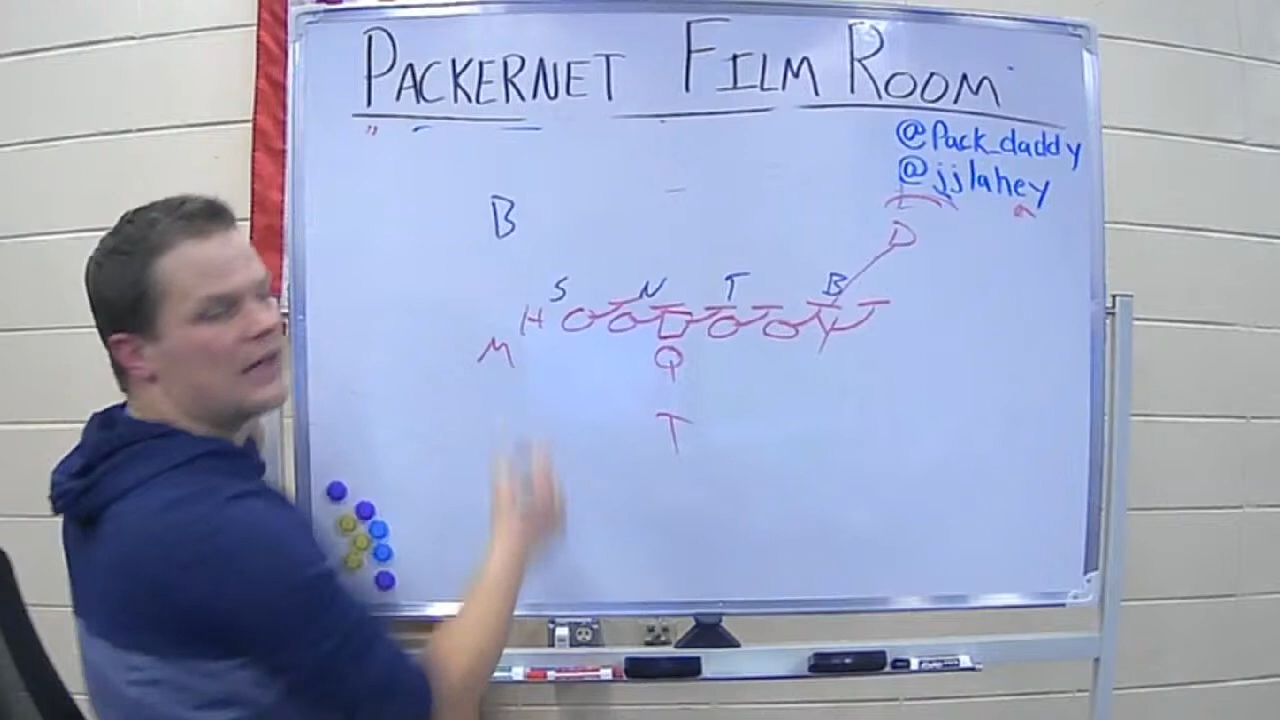 PACKERNET FILM ROOM
@Pack_daddy
@jjlahey
B
D
S N T B
H Y
M Q
T